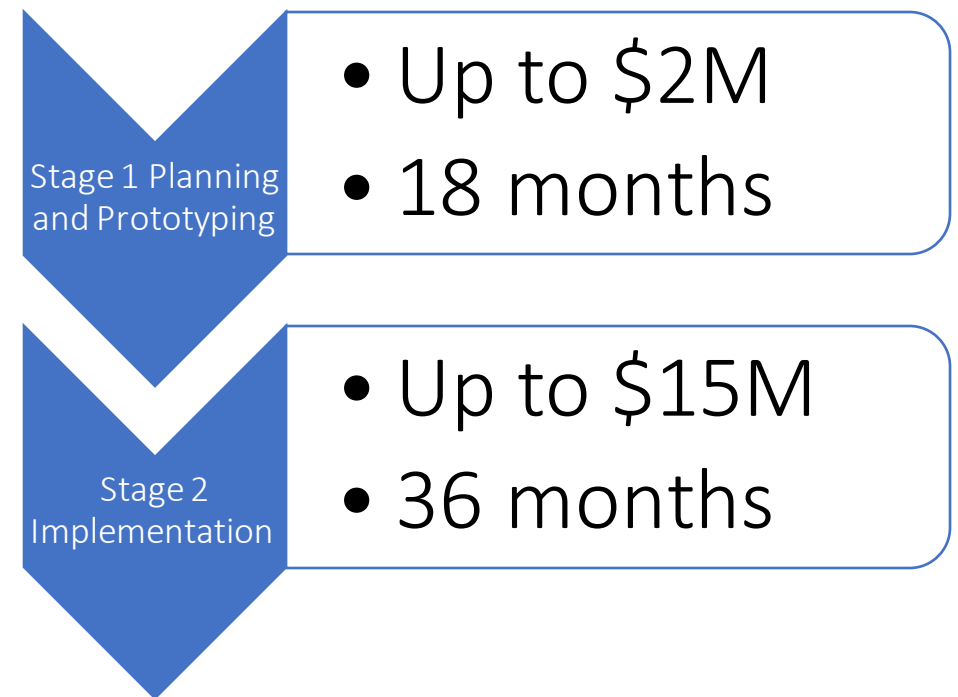 Stage 1 Planning
and Prototyping
• Up to $2M
• 18 months
Stage 2
Implementation
• Up to $15M
• 36 months